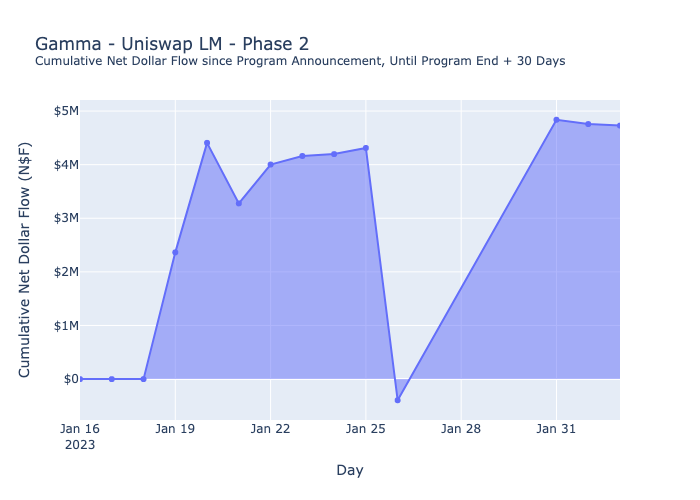 Gamma - Uniswap LM - Phase 2
Cumulative Net Dollar Flow since Program Announcement, Until Program End + 30 Days
Cumulative Net Dollar Flow (N$F)
$5M
$4M
$3M
$2M
$1M
$0
Jan 16
2023
Jan 19
Jan 22
Jan 25
Jan 28
Jan 31
Day